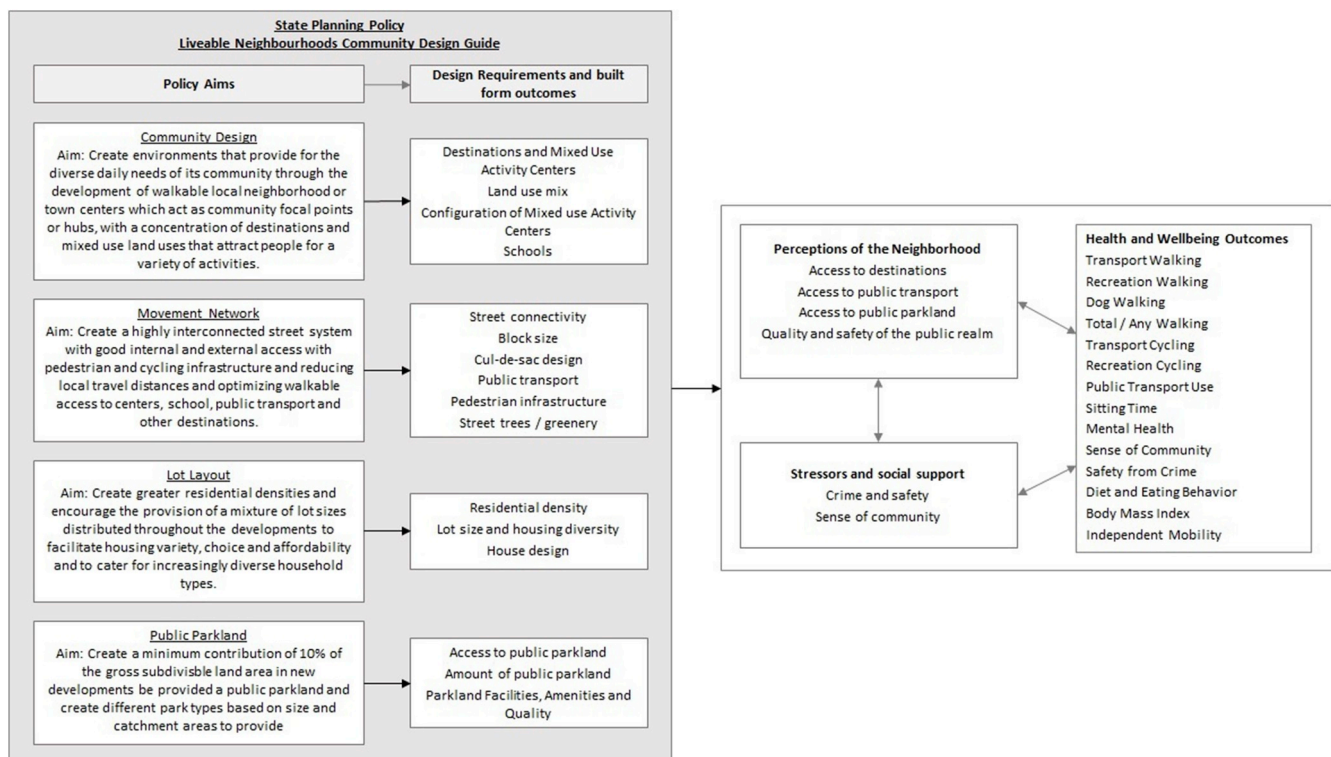 State Planning Policy
Liveable Neighbourhoods Community Design Guide
Policy Aims
Design Requirements and built
form outcomes
Community Design
Aim: Create environments that provide for the
diverse daily needs of its community through the
development of walkable local neighborhood or
town centers which act as community focal points
or hubs, with a concentration of destinations and
mixed use land uses that attract people for a
variety of activities.
Destinations and Mixed Use
Activity Centers
Land use mix
Configuration of Mixed use Activity
Centers
Schools
Movement Network
Aim: Create a highly interconnected street system
with good internal and external access with
pedestrian and cycling infrastructure and reducing
local travel distances and optimizing walkable
access to centers, school, public transport and
other destinations.
Street connectivity
Block size
Cul-de-sac design
Public transport
Pedestrian infrastructure
Street trees / greenery
Lot Layout
Aim: Create greater residential densities and
encourage the provision of a mixture of lot sizes
distributed throughout the developments to
facilitate housing variety, choice and affordability
and to cater for increasingly diverse household
types.
Residential density
Lot size and housing diversity
House design
Public Parkland
Aim: Create a minimum contribution of 10% of
the gross subdivisble land area in new
developments be provided a public parkland and
create different park types based on size and
catchment areas to provide
Access to public parkland
Amount of public parkland
Parkland Facilities, Amenities and
Quality
Perceptions of the Neighborhood
Access to destinations
Access to public transport
Access to public parkland
Quality and safety of the public realm
Stressors and social support
Crime and safety
Sense of community
Health and Wellbeing Outcomes
Transport Walking
Recreation Walking
Dog Walking
Total / Any Walking
Transport Cycling
Recreation Cycling
Public Transport Use
Sitting Time
Mental Health
Sense of Community
Safety from Crime
Diet and Eating Behavior
Body Mass Index
Independent Mobility